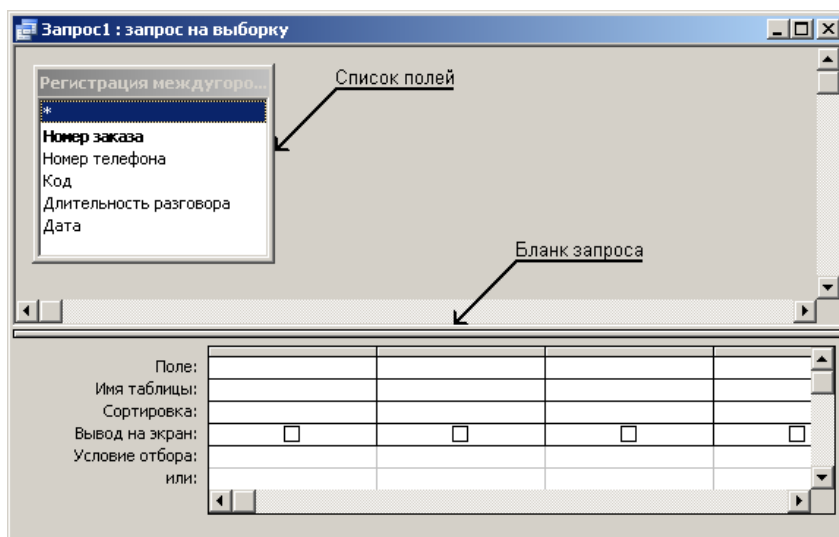 Запрос1 : запрос на выборку
Список полей
Регистрация междугоро...
*
Номер заказа
Номер телефона
Код
Длительность разговора
Дата
Бланк запроса
Поле:
Имя таблицы:
Сортировка:
Вывод на экран:
Условие отбора:
или: